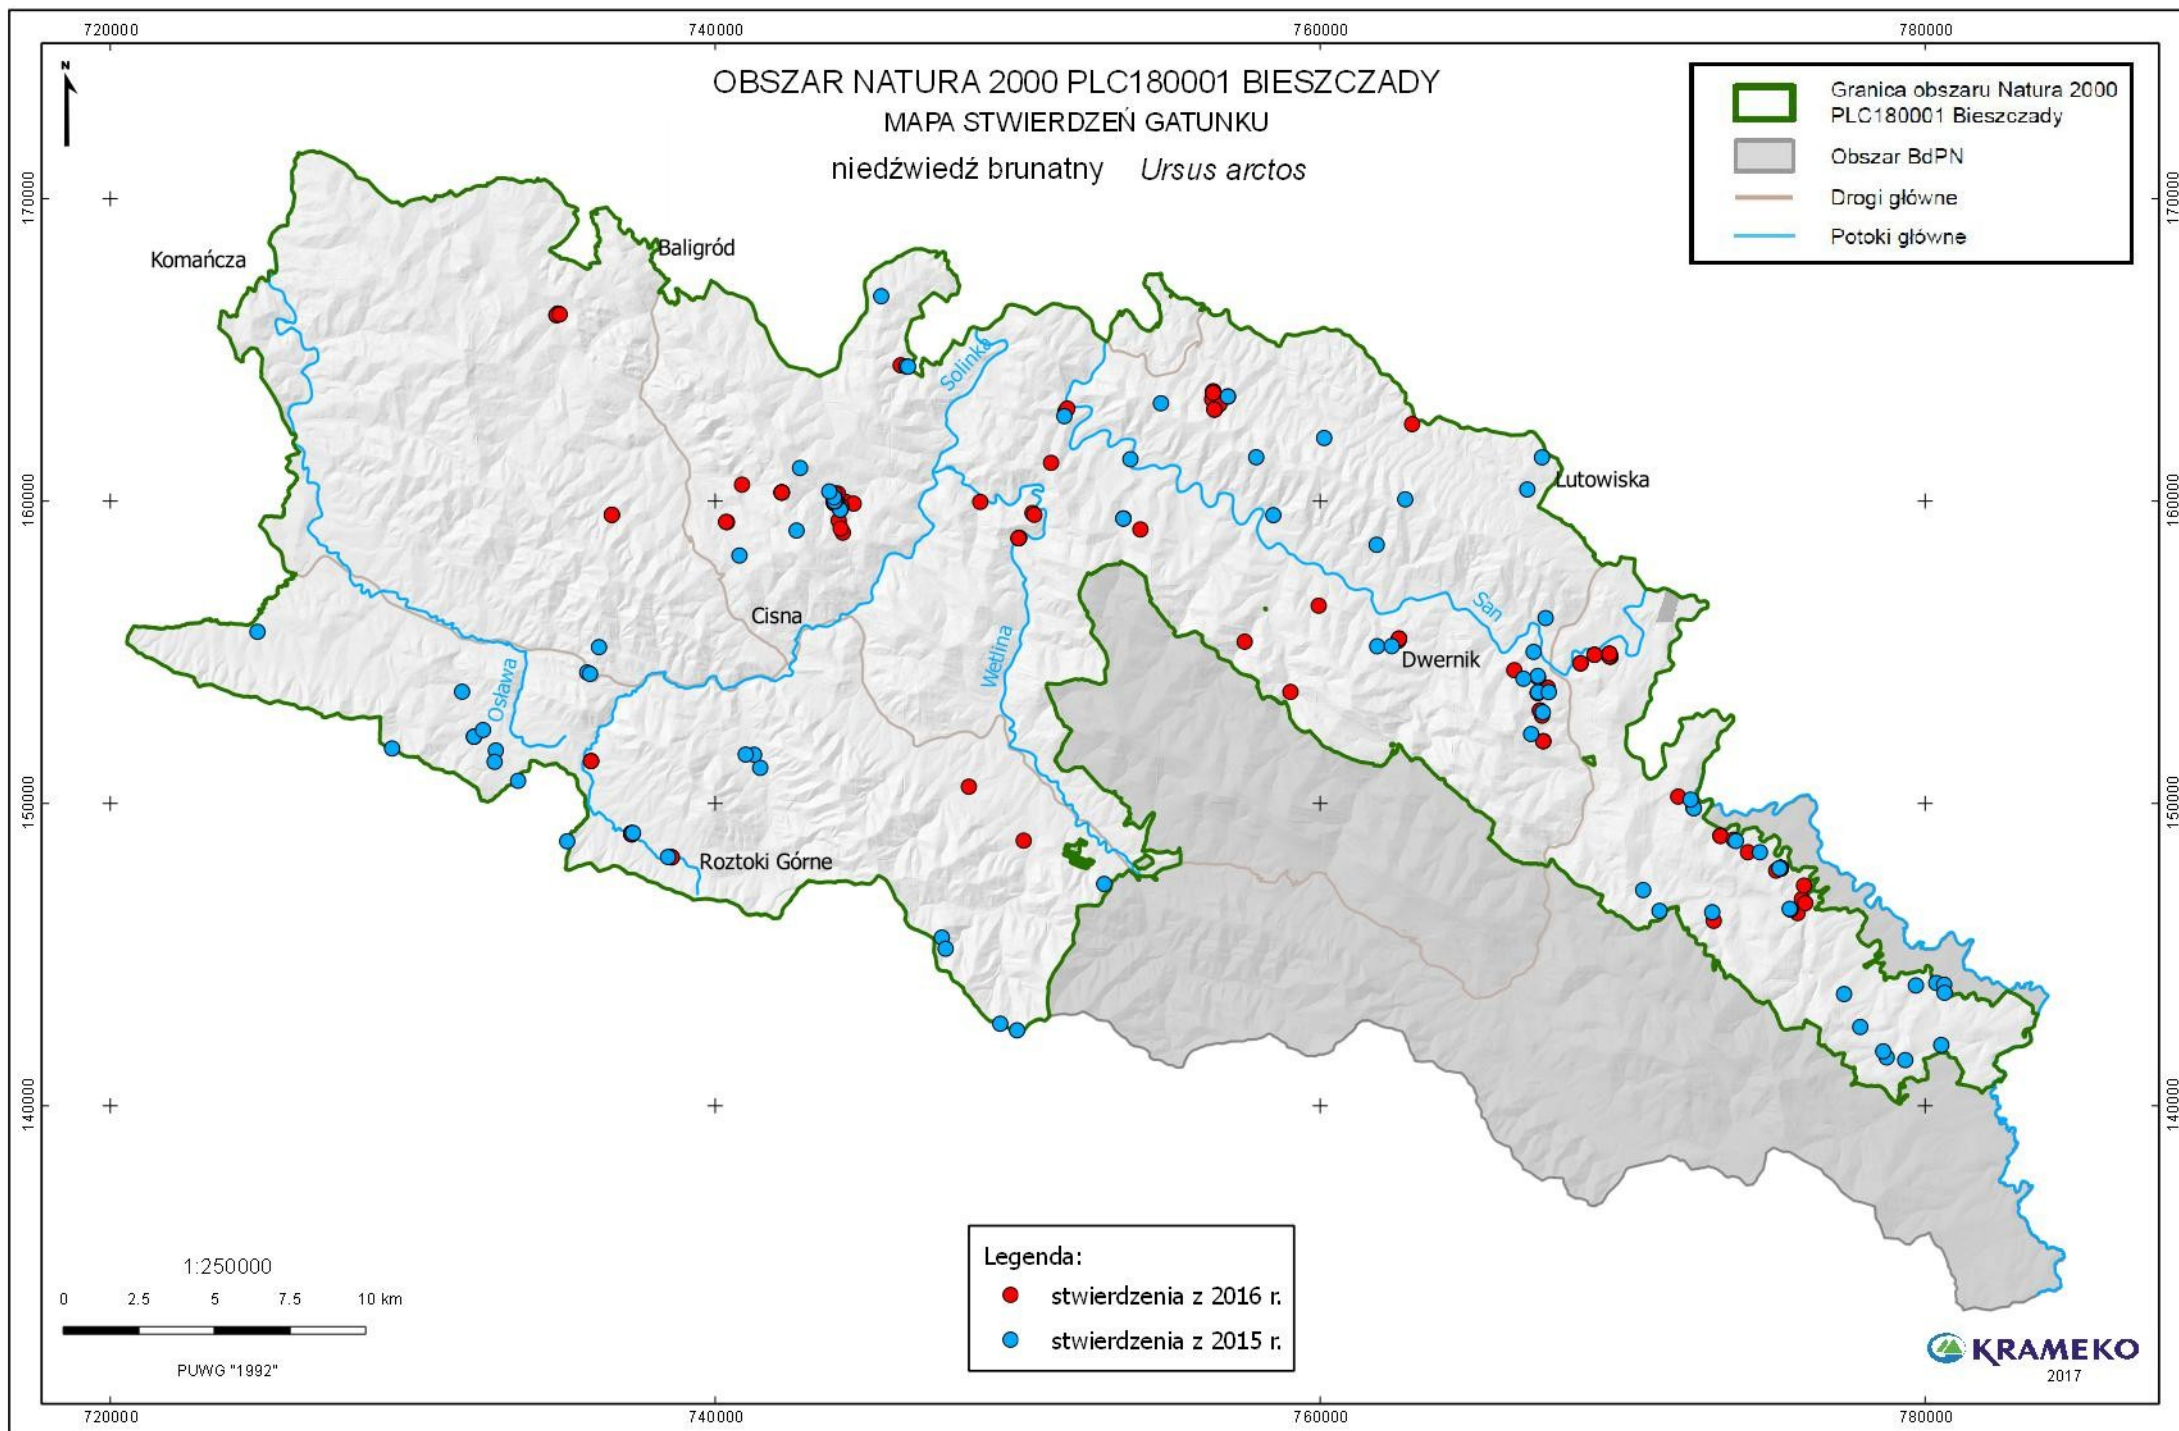 720000
740000
760000
780000
N
OBSZAR NATURA 2000 PLC180001 BIESZCZADY
MAPA STWIERDZEŃ GATUNKU
niedźwiedź brunatny Ursus arctos
Granica obszaru Natura 2000
PLC180001 Bieszczady
Obszar BdPN
Drogi główne
Potoki główne
170000
170000
Komańcza
Baligród
Solinka
Lutowiska
160000
160000
Cisna
San
Wetlina
Dwernik
Osława
150000
150000
Roztoki Górne
140000
140000
1:250000
0 2.5 5 7.5 10 km
PUWG "1992"
Legenda:
stwierdzenia z 2016 r.
stwierdzenia z 2015 r.
KRAMEKO
2017
720000
740000
760000
780000